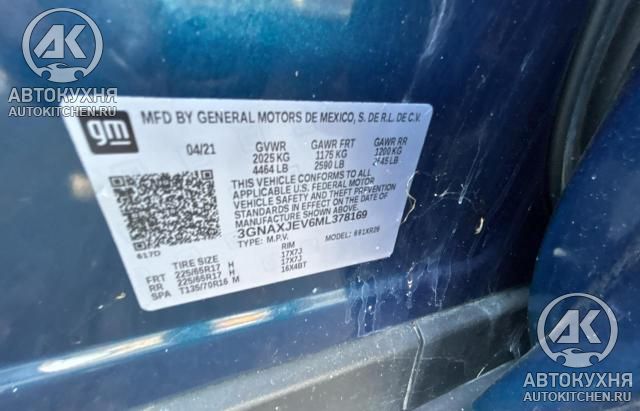 AK
АВТОКУХНЯ
AUTOKITCHEN.RU
gm
MFD BY GENERAL MOTORS DE MEXICO, S. DE R.L. DE C.V.
04/21 GVWR GAWR FRT GAWR RR
2025 KG 1175 KG 1200 KG
4464 LB 2590 LB 2645 LB
THIS VEHICLE CONFORMS TO ALL
APPLICABLE U.S. FEDERAL MOTOR
VEHICLE SAFETY AND THEFT PREVENTION
STANDARDS IN EFFECT ON THE DATE OF
MANUFACTURE SHOWN ABOVE.
3GNAXJEV6ML378169
617D TYPE: M.P.V. 691XR26
TIRE SIZE RIM
FRT 225/65R17 H 17X7J
RR 225/65R17 H 17X7J
SPA T135/70R16 M 16X4BT
AK
АВТОКУХНЯ
AUTOKITCHEN.RU